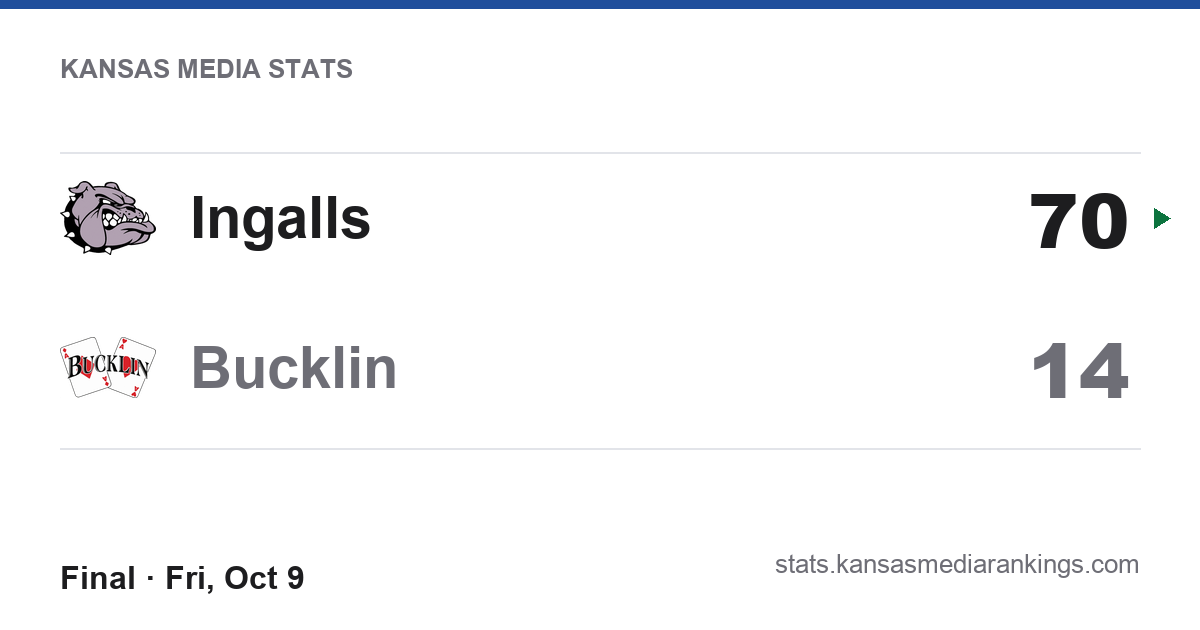 KANSAS MEDIA STATS
Ingalls 70
BUCKLIN
Bucklin 14
Final · Fri, Oct 9
stats.kansasmediarankings.com